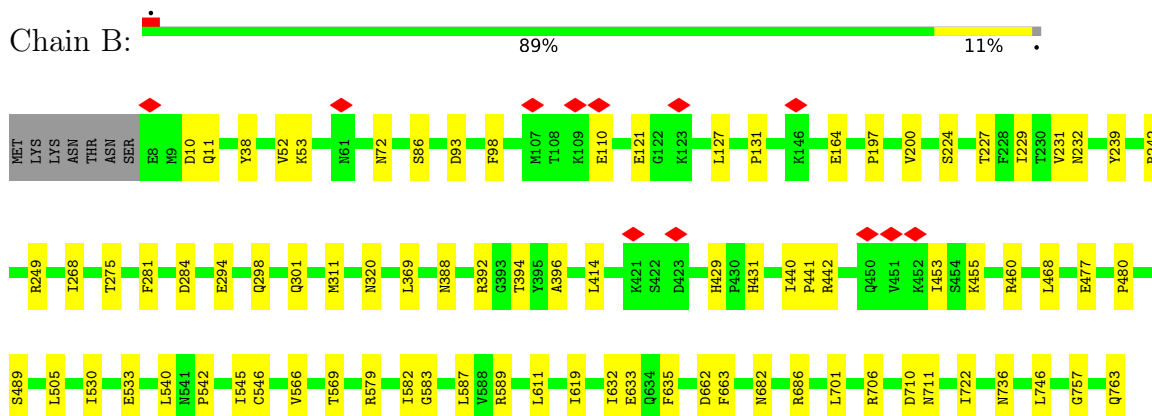 Chain B:
89%
11%
MET LYS LYS ASN THR ASN SER E8 M9 D10 Q11 Y38 V52 K53 N61 N72 S86 D93 F98 M107 T108 K109 E110 E121 G122 K123 L127 P131 K146 E164 P197 V200 S224 T227 F228 I229 T230 V231 N232 Y239
R249 I268 T275 F281 D284 E294 Q298 Q301 M311 N320 L369 N388 R392 G393 T394 Y395 A396 L414 K421 S422 D423 H429 P430 H431 I440 P441 R442 Q450 V451 K452 I453 S454 K455 R460 L468 E477 P480
S489 L505 I530 E533 L540 N541 P542 I545 C546 V566 T569 R579 I582 G583 L587 V588 R589 L611 I619 I632 E633 Q634 F635 D662 F663 N682 R686 L701 R706 D710 N711 I722 N736 L746 G757 Q763